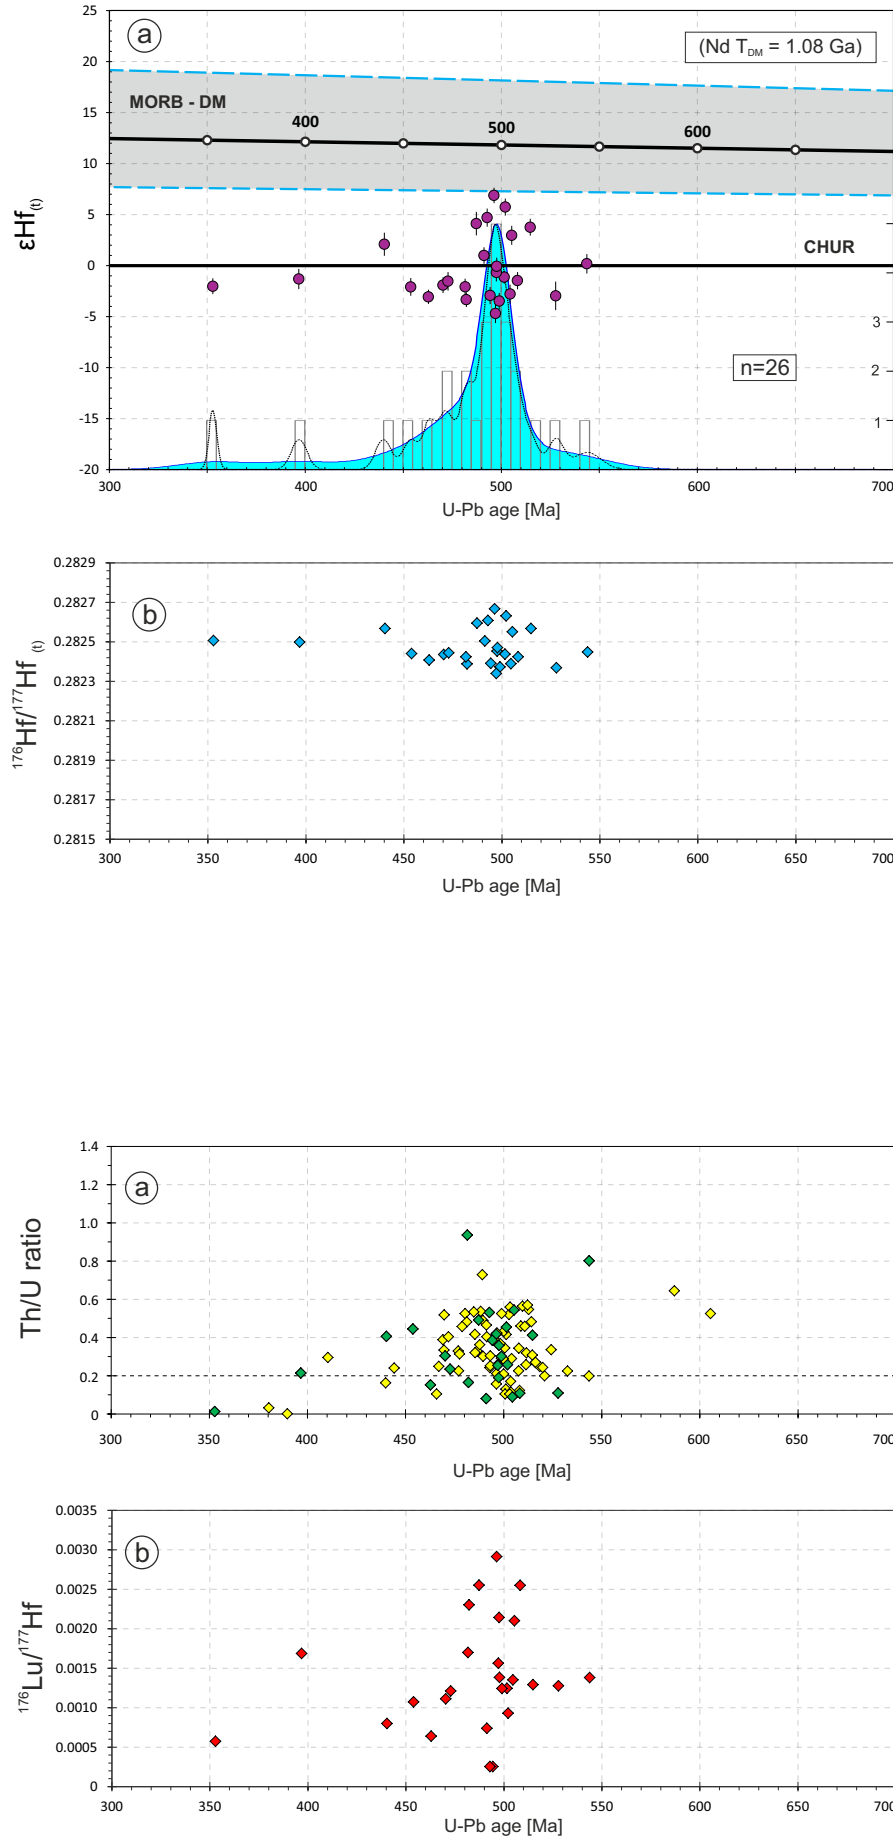 25
20
15
10
5
0
-5
-10
-15
-20
εHf(t)
a
(Nd TDM = 1.08 Ga)
MORB - DM
400
500
600
CHUR
3
2
1
n=26
300 400 500 600 700
U-Pb age [Ma]
0.2829
0.2827
0.2825
0.2823
0.2821
0.2819
0.2817
0.2815
176Hf/177Hf (t)
b
300 350 400 450 500 550 600 650 700
U-Pb age [Ma]
1.4
1.2
1.0
0.8
0.6
0.4
0.2
0
Th/U ratio
a
300 350 400 450 500 550 600 650 700
U-Pb age [Ma]
0.0035
0.0030
0.0025
0.0020
0.0015
0.0010
0.0005
0
176Lu/177Hf
b
300 350 400 450 500 550 600 650 700
U-Pb age [Ma]